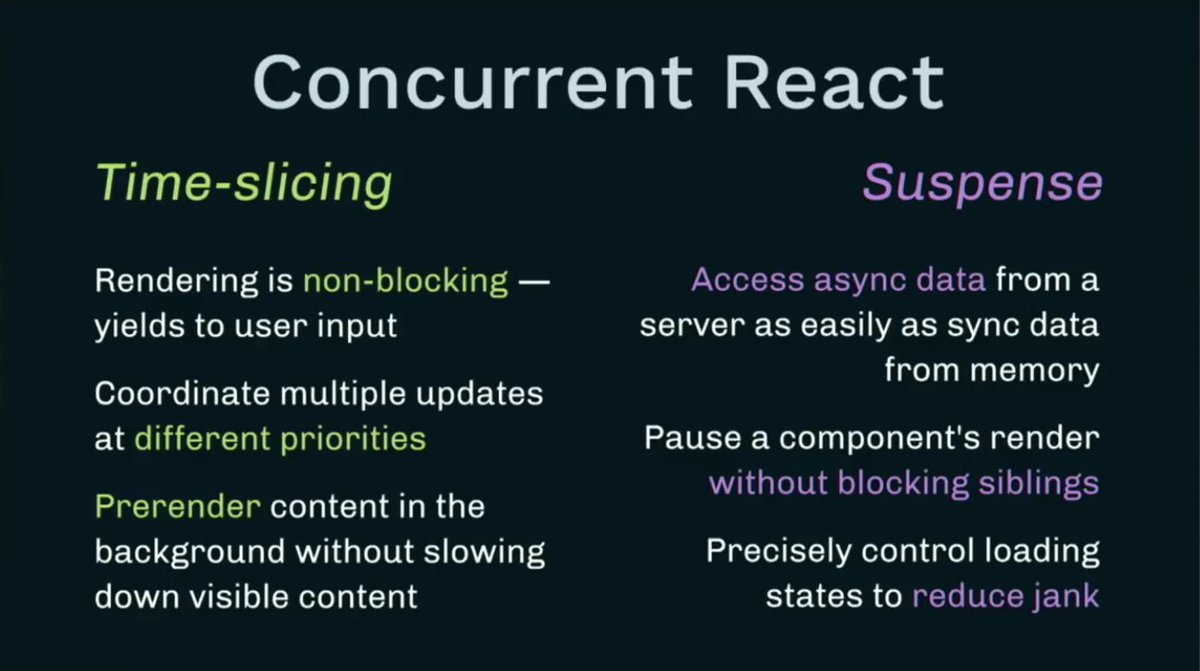 Concurrent React
Time-slicing
Rendering is non-blocking —
yields to user input
Coordinate multiple updates
at different priorities
Prerender content in the
background without slowing
down visible content
Suspense
Access async data from a
server as easily as sync data
from memory
Pause a component's render
without blocking siblings
Precisely control loading
states to reduce jank